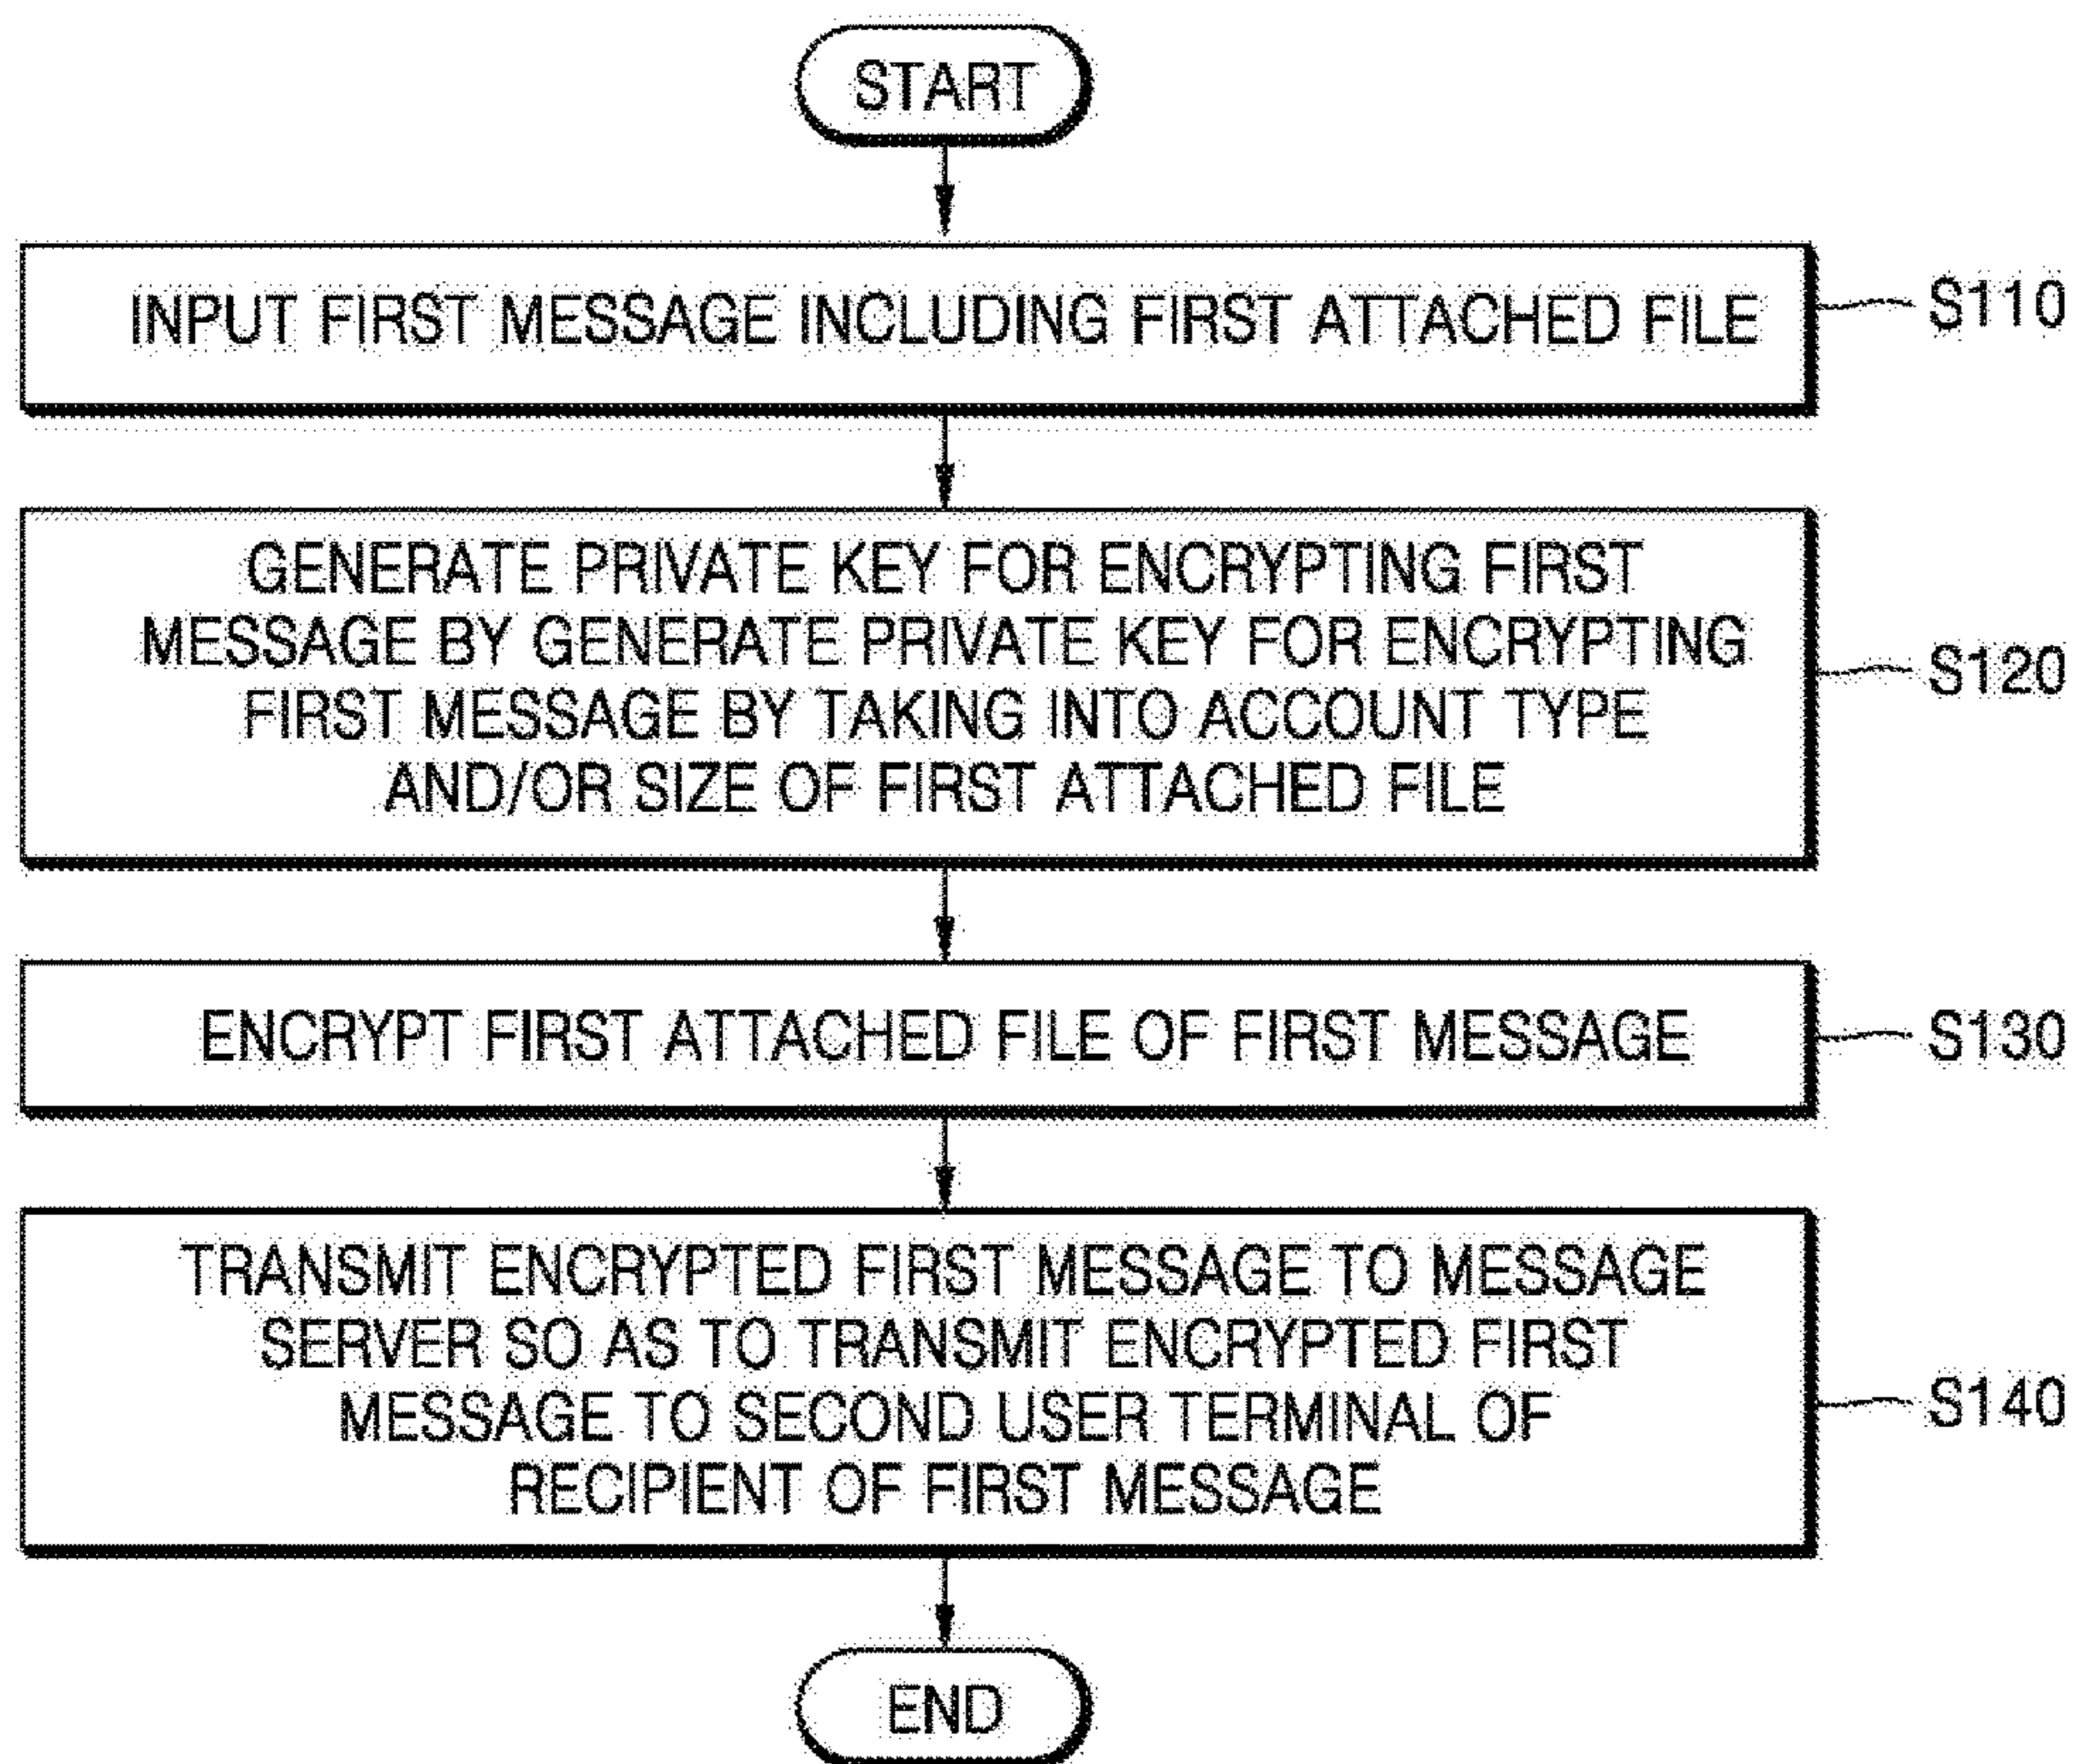 START
INPUT FIRST MESSAGE INCLUDING FIRST ATTACHED FILE
S110
GENERATE PRIVATE KEY FOR ENCRYPTING FIRST
MESSAGE BY GENERATE PRIVATE KEY FOR ENCRYPTING
FIRST MESSAGE BY TAKING INTO ACCOUNT TYPE
AND/OR SIZE OF FIRST ATTACHED FILE
S120
ENCRYPT FIRST ATTACHED FILE OF FIRST MESSAGE
S130
TRANSMIT ENCRYPTED FIRST MESSAGE TO MESSAGE
SERVER SO AS TO TRANSMIT ENCRYPTED FIRST
MESSAGE TO SECOND USER TERMINAL OF
RECIPIENT OF FIRST MESSAGE
S140
END